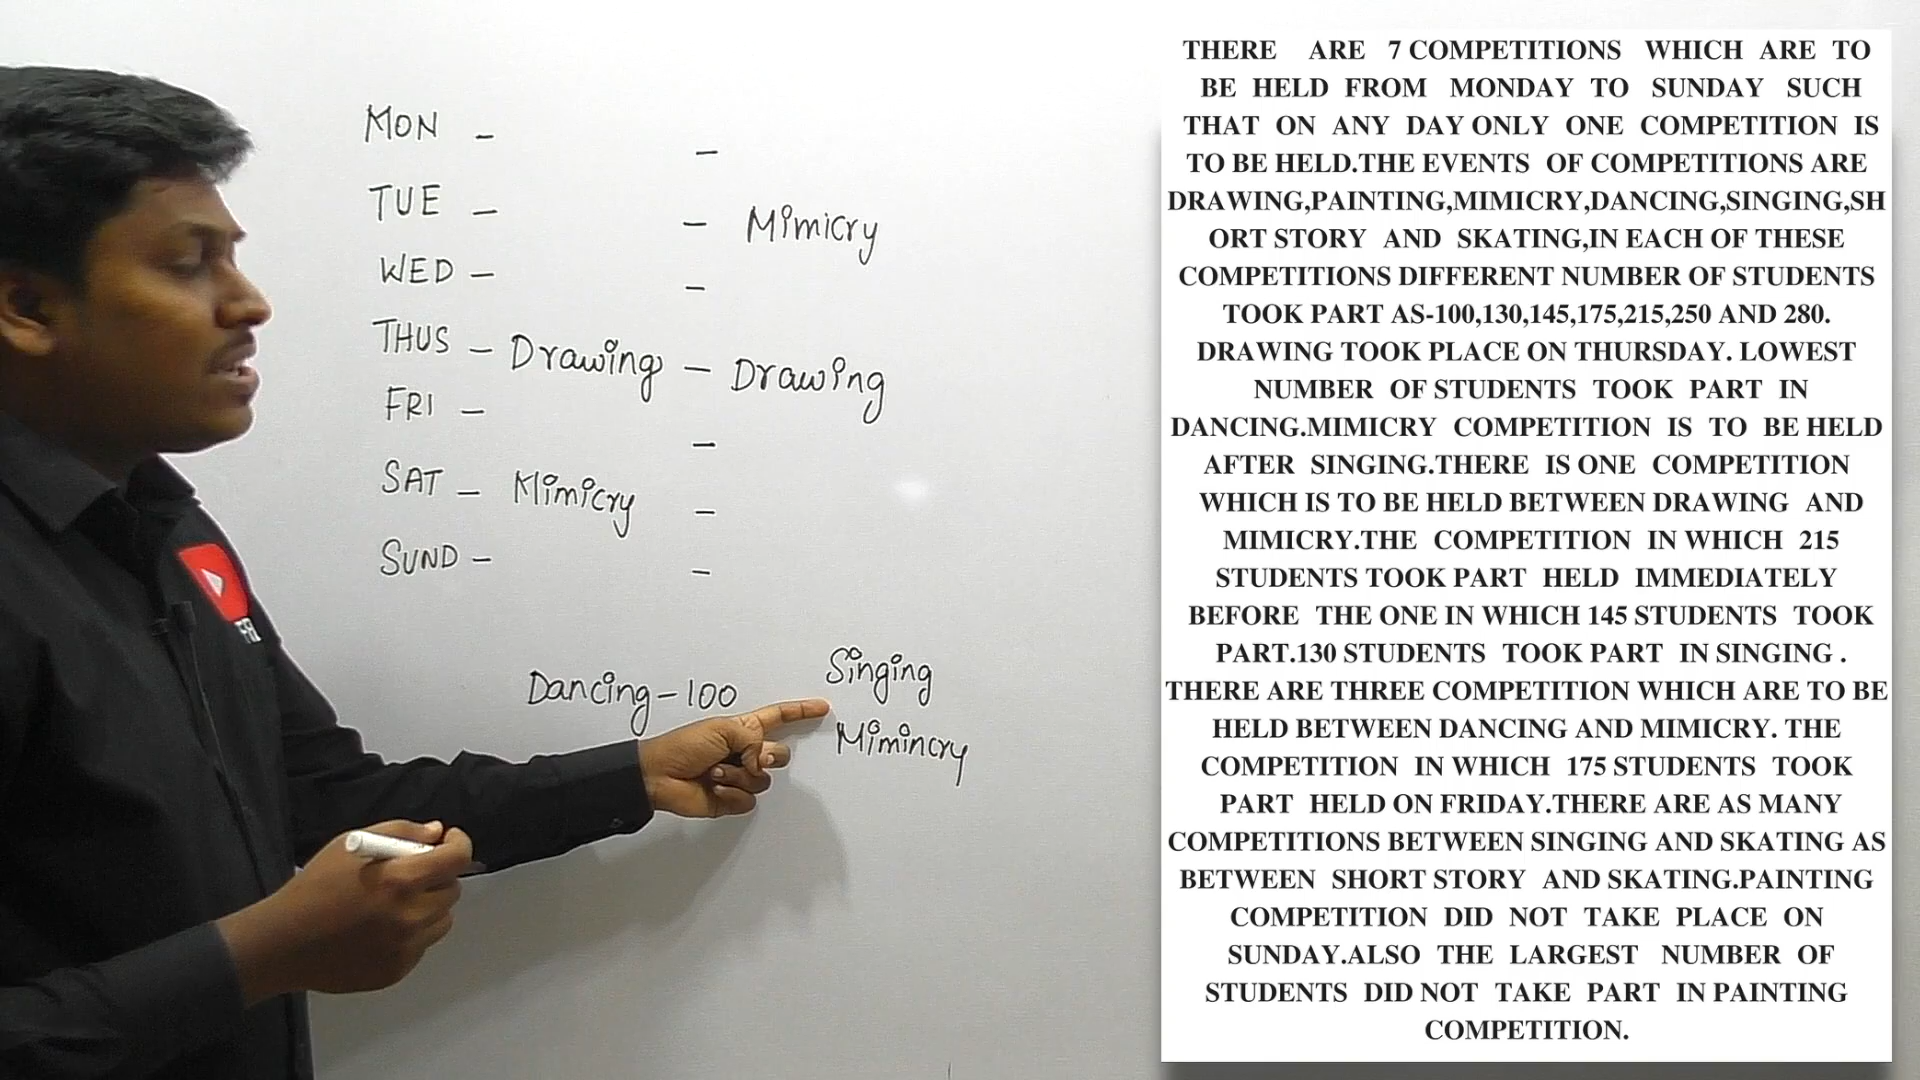 MON -      -
TUE -      - Mimicry
WED -      -
THUS - Drawing - Drawing
FRI -      -
SAT - Mimicry -
SUND -      -
Dancing-100
Singing
Mimincry
THERE ARE 7 COMPETITIONS WHICH ARE TO
BE HELD FROM MONDAY TO SUNDAY SUCH
THAT ON ANY DAY ONLY ONE COMPETITION IS
TO BE HELD.THE EVENTS OF COMPETITIONS ARE
DRAWING,PAINTING,MIMICRY,DANCING,SINGING,SH
ORT STORY AND SKATING,IN EACH OF THESE
COMPETITIONS DIFFERENT NUMBER OF STUDENTS
TOOK PART AS-100,130,145,175,215,250 AND 280.
DRAWING TOOK PLACE ON THURSDAY. LOWEST
NUMBER OF STUDENTS TOOK PART IN
DANCING.MIMICRY COMPETITION IS TO BE HELD
AFTER SINGING.THERE IS ONE COMPETITION
WHICH IS TO BE HELD BETWEEN DRAWING AND
MIMICRY.THE COMPETITION IN WHICH 215
STUDENTS TOOK PART HELD IMMEDIATELY
BEFORE THE ONE IN WHICH 145 STUDENTS TOOK
PART.130 STUDENTS TOOK PART IN SINGING .
THERE ARE THREE COMPETITION WHICH ARE TO BE
HELD BETWEEN DANCING AND MIMICRY. THE
COMPETITION IN WHICH 175 STUDENTS TOOK
PART HELD ON FRIDAY.THERE ARE AS MANY
COMPETITIONS BETWEEN SINGING AND SKATING AS
BETWEEN SHORT STORY AND SKATING.PAINTING
COMPETITION DID NOT TAKE PLACE ON
SUNDAY.ALSO THE LARGEST NUMBER OF
STUDENTS DID NOT TAKE PART IN PAINTING
COMPETITION.